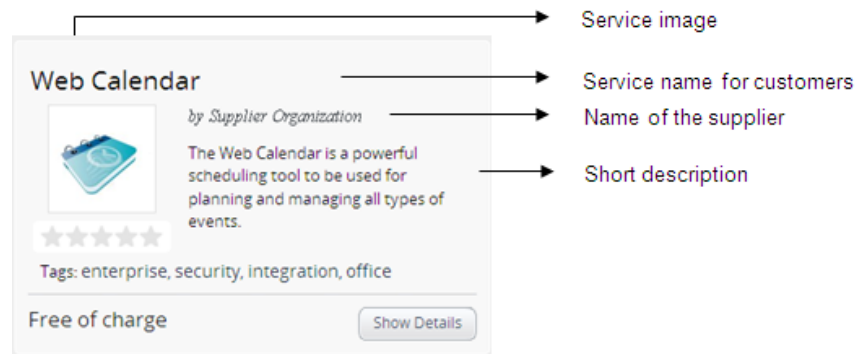 Service image
Web Calendar
Service name for customers
by Supplier Organization
Name of the supplier
The Web Calendar is a powerful
scheduling tool to be used for
planning and managing all types of
events.
Short description
Tags: enterprise, security, integration, office
Free of charge
Show Details